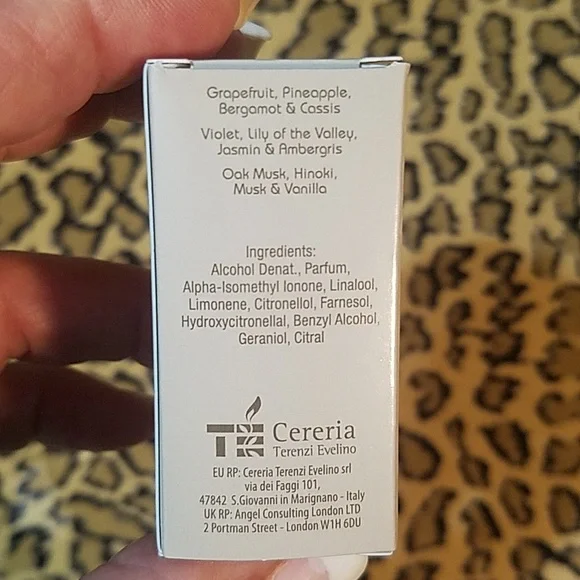 Grapefruit, Pineapple,
Bergamot & Cassis
Violet, Lily of the Valley,
Jasmin & Ambergris
Oak Musk, Hinoki,
Musk & Vanilla
Ingredients:
Alcohol Denat., Parfum,
Alpha-Isomethyl Ionone, Linalool,
Limonene, Citronellol, Farnesol,
Hydroxycitronellal, Benzyl Alcohol,
Geraniol, Citral
TE Cereria
Terenzi Evelino
EU RP: Cereria Terenzi Evelino srl
via dei Faggi 101,
47842 S.Giovanni in Marignano - Italy
UK RP: Angel Consulting London LTD
2 Portman Street - London W1H 6DU